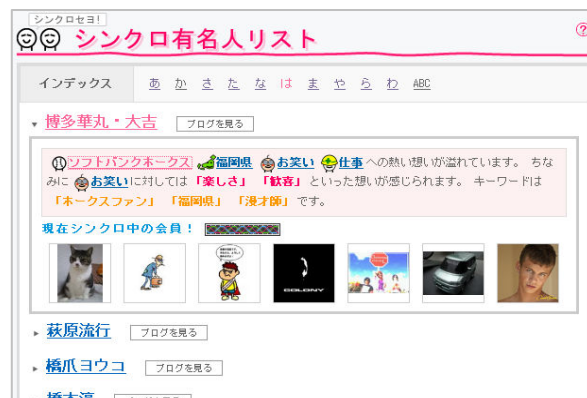 シンクロセヨ!
シンクロ有名人リスト
インデックス あ か さ た な は ま や ら わ ABC
博多華丸・大吉 ブログを見る
ソフトバンクホークス 福岡県 お笑い 仕事 への熱い想いが溢れています。 ちな
みに お笑い に対しては 「楽しさ」 「歓喜」 といった想いが感じられます。 キーワードは
「ホークスファン」 「福岡県」 「漫才師」 です。
現在シンクロ中の会員!
COLONY
萩原流行 ブログを見る
橋爪ヨウコ ブログを見る